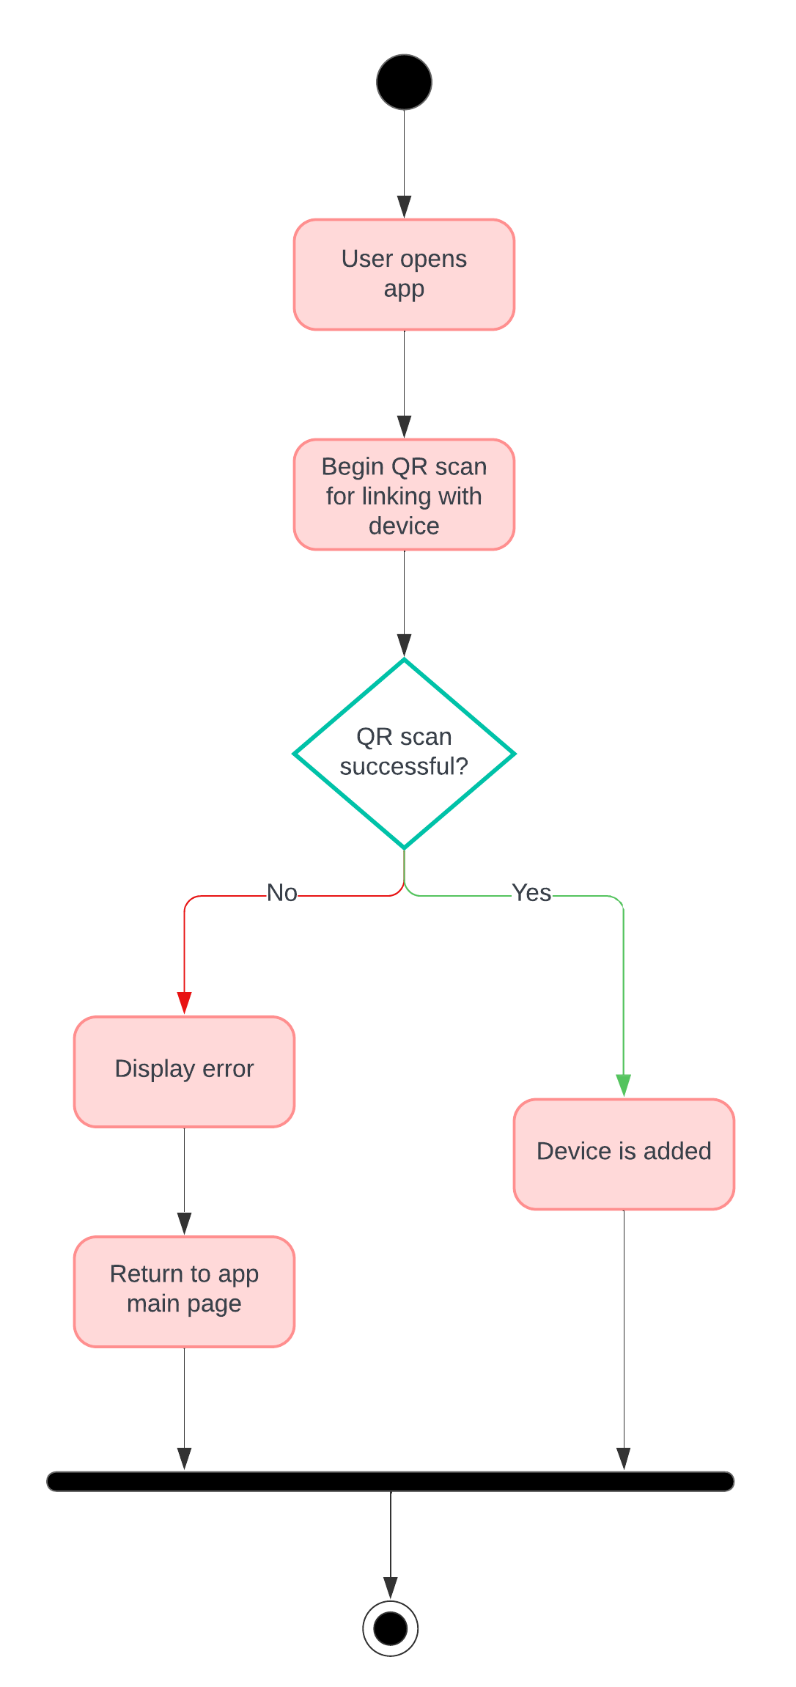 User opens
app
Begin QR scan
for linking with
device
QR scan
successful?
No
Yes
Display error
Device is added
Return to app
main page